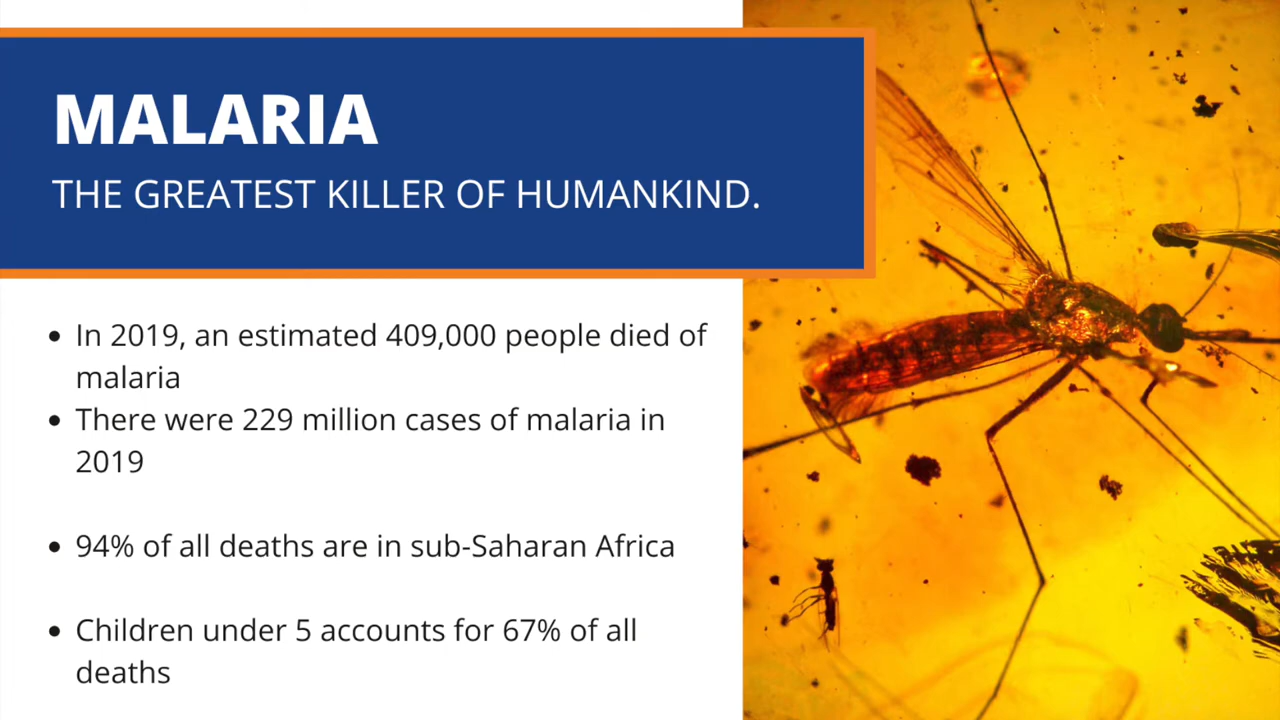 MALARIA
THE GREATEST KILLER OF HUMANKIND.
• In 2019, an estimated 409,000 people died of
malaria
• There were 229 million cases of malaria in
2019
• 94% of all deaths are in sub-Saharan Africa
• Children under 5 accounts for 67% of all
deaths